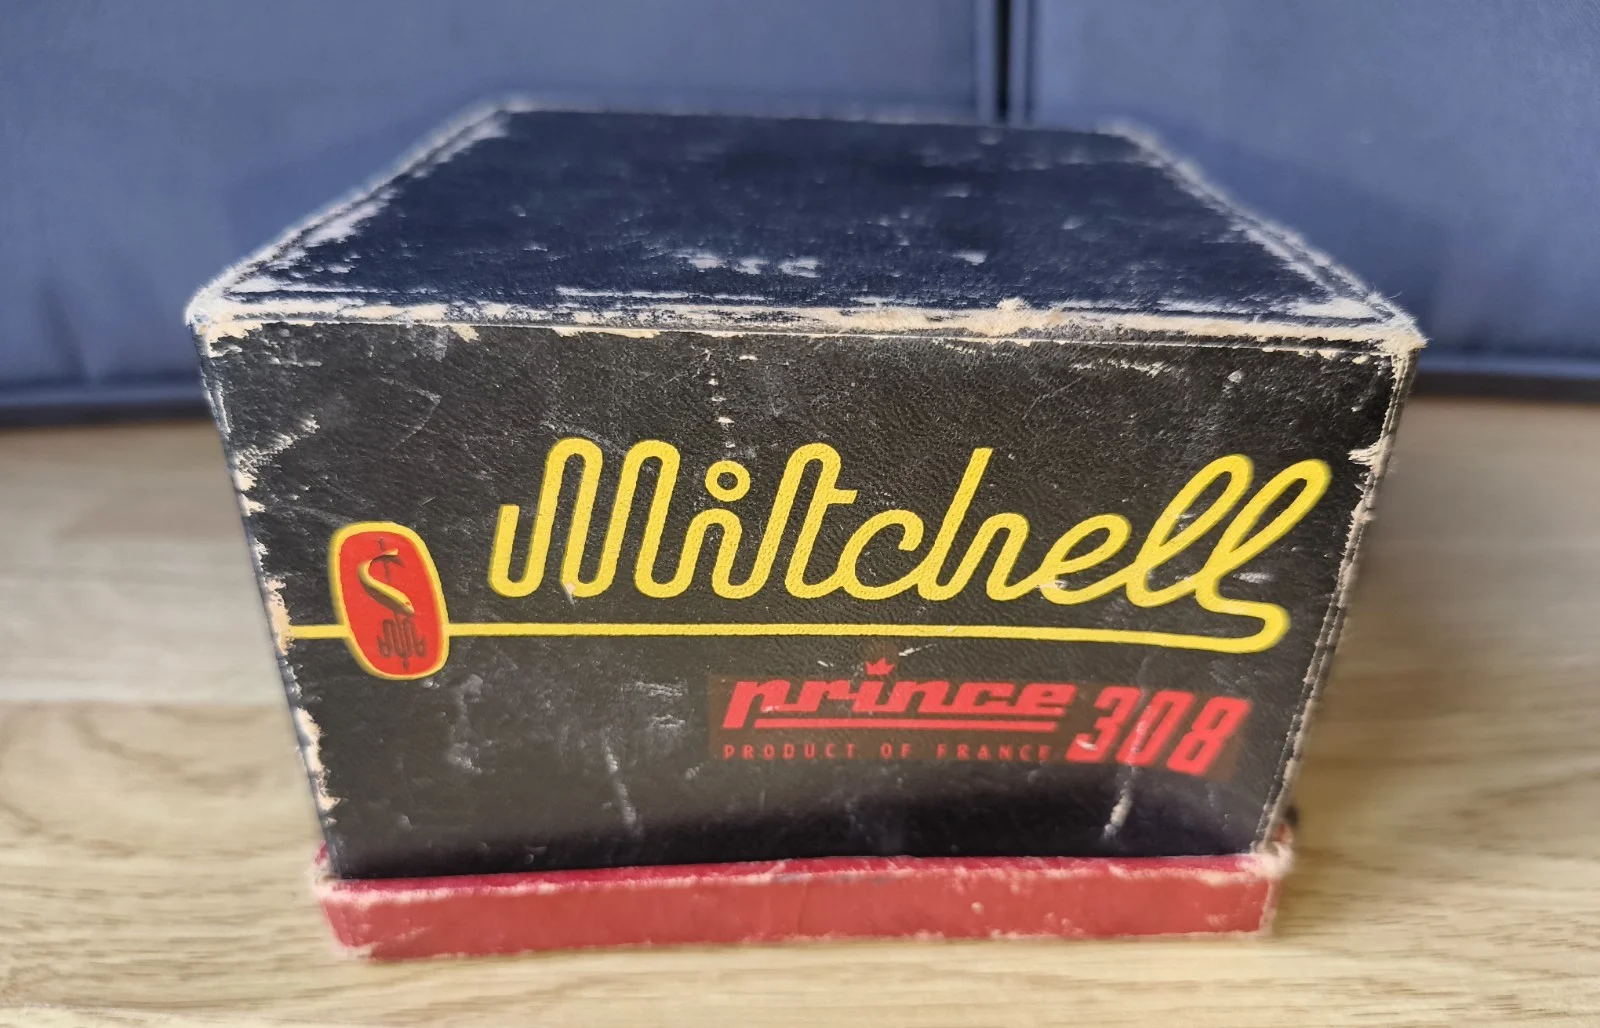 Mitchell
prince 308
PRODUCT OF FRANCE